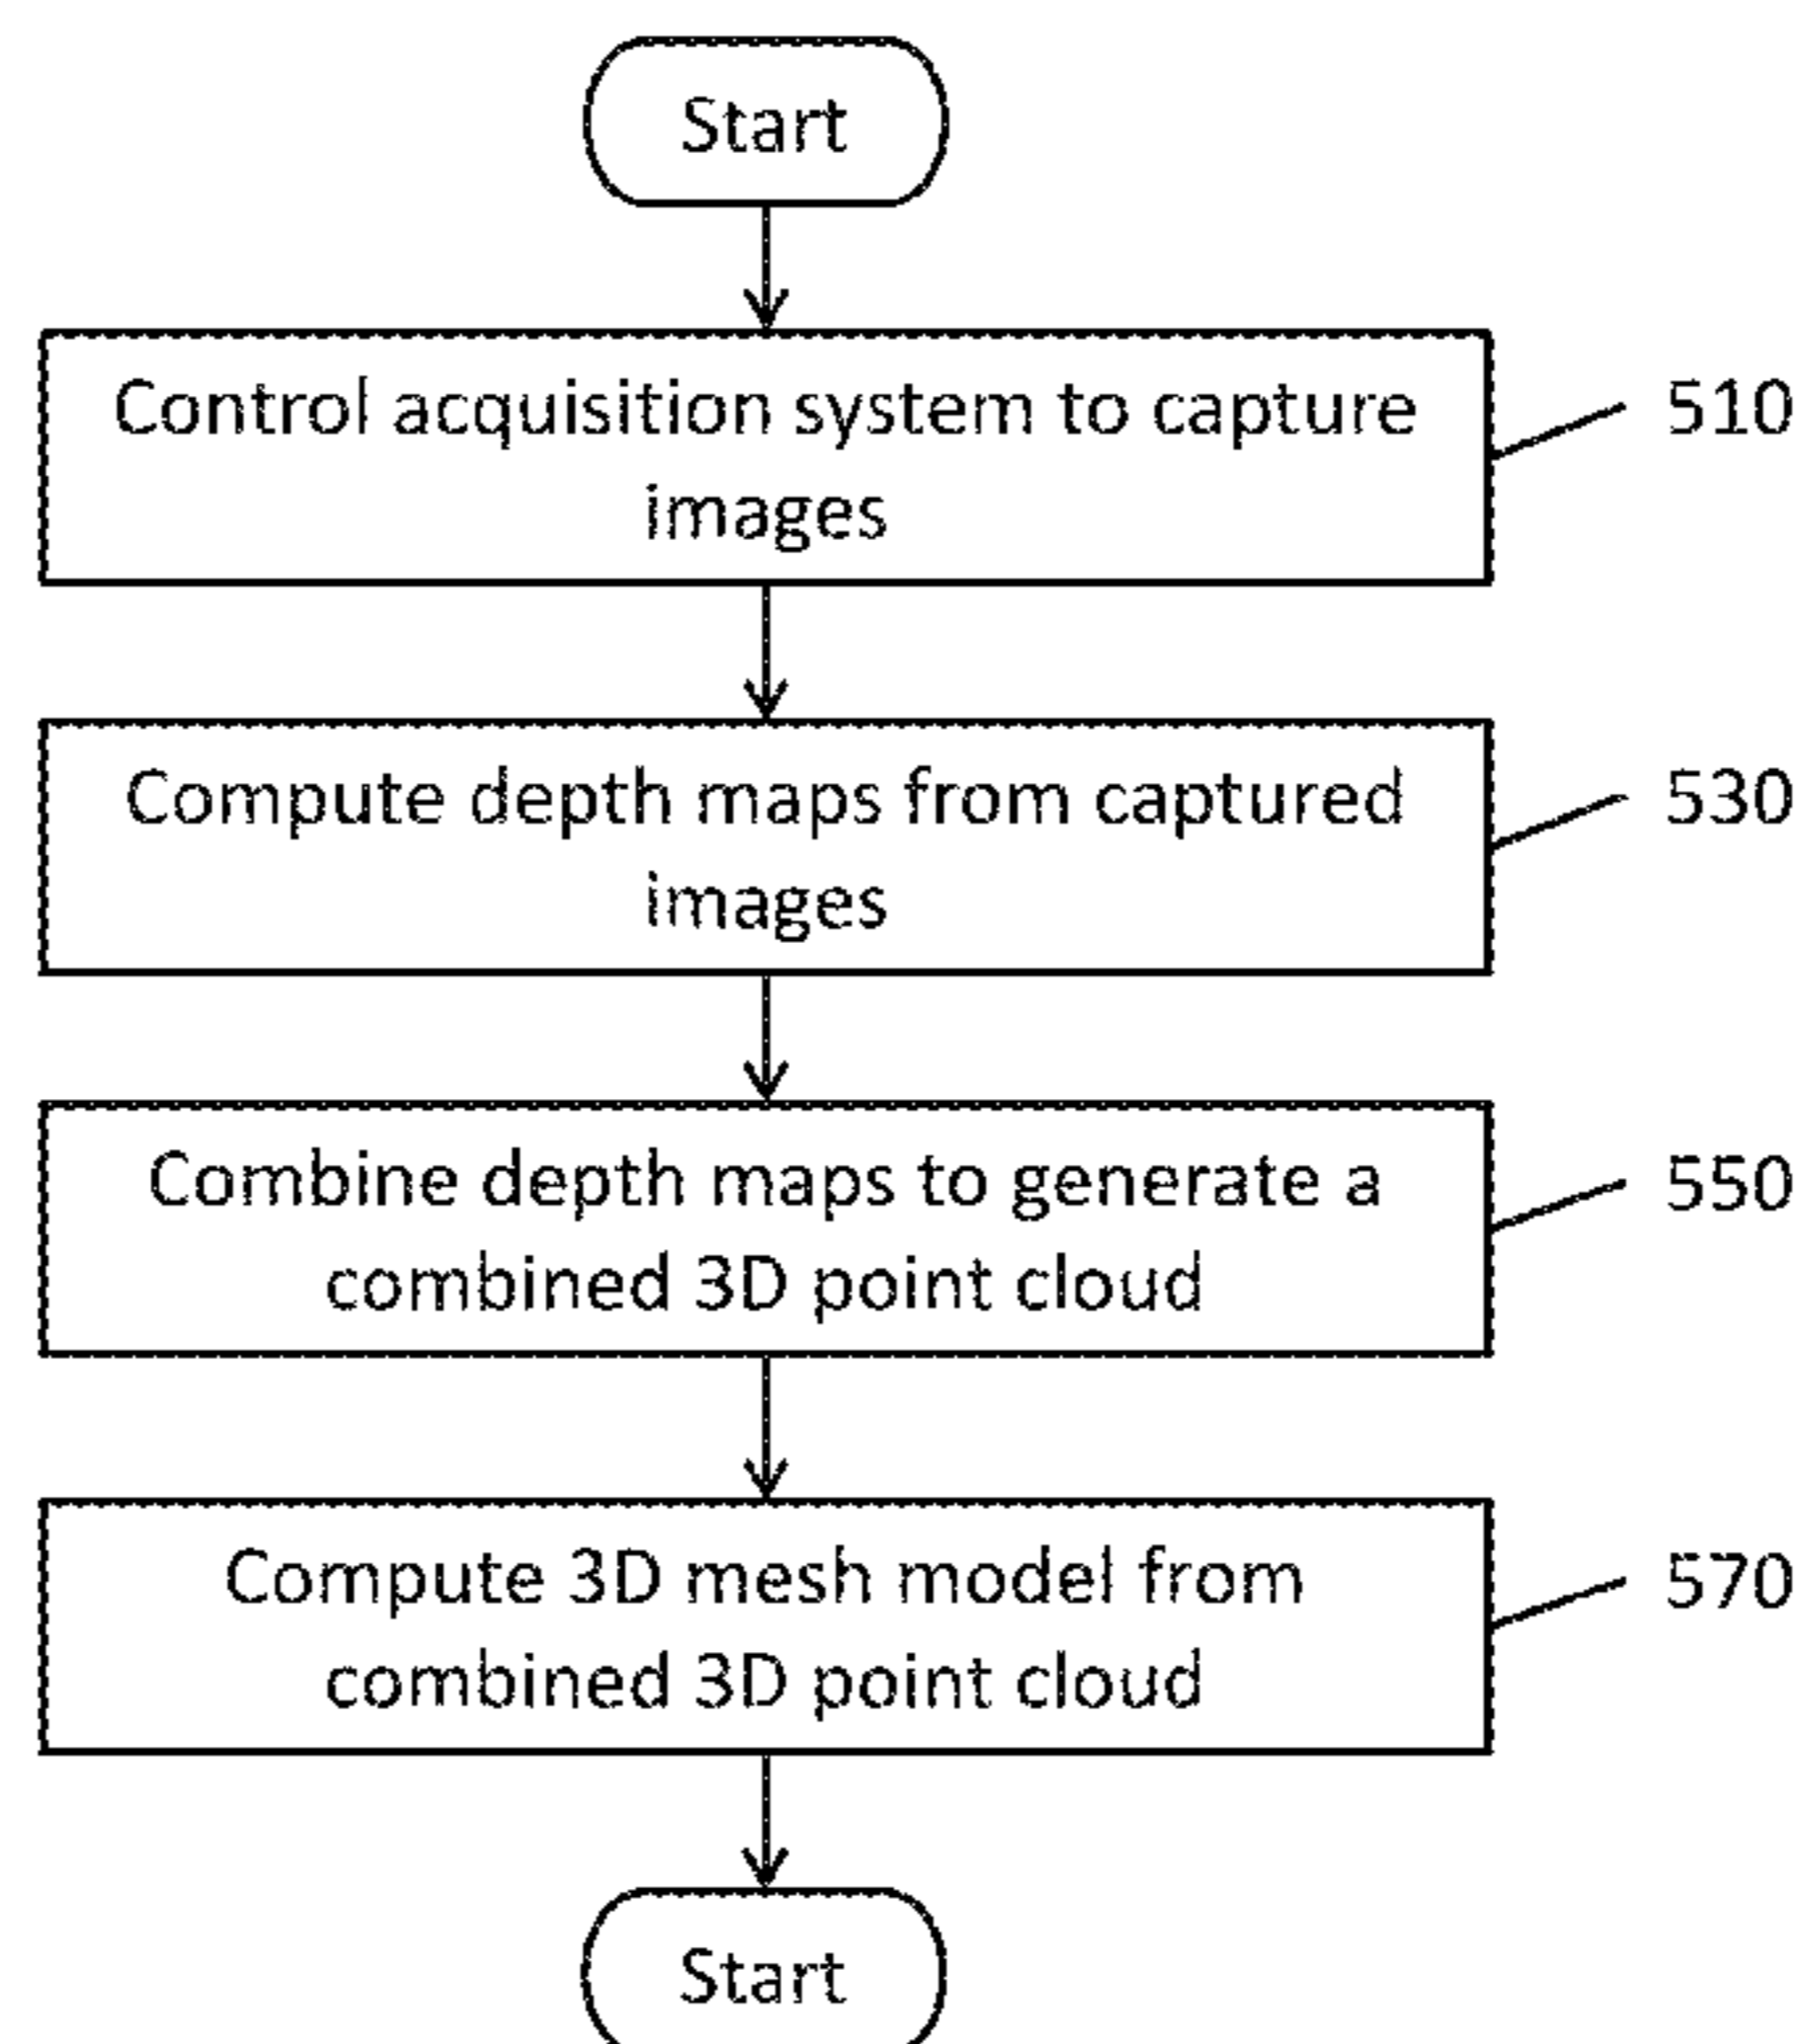 Start
Control acquisition system to capture
images
510
Compute depth maps from captured
images
530
Combine depth maps to generate a
combined 3D point cloud
550
Compute 3D mesh model from
combined 3D point cloud
570
Start